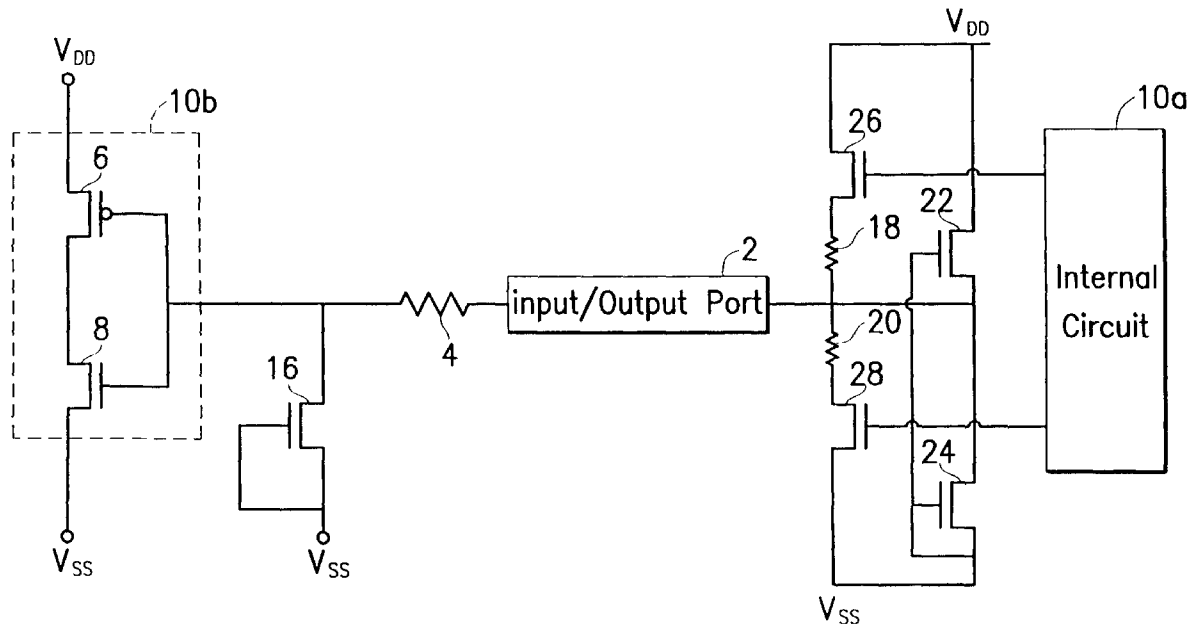 V_DD
10b
6
8
V_SS
16
V_SS
4
2
input/Output Port
V_DD
26
18
22
20
28
24
V_SS
10a
Internal
Circuit